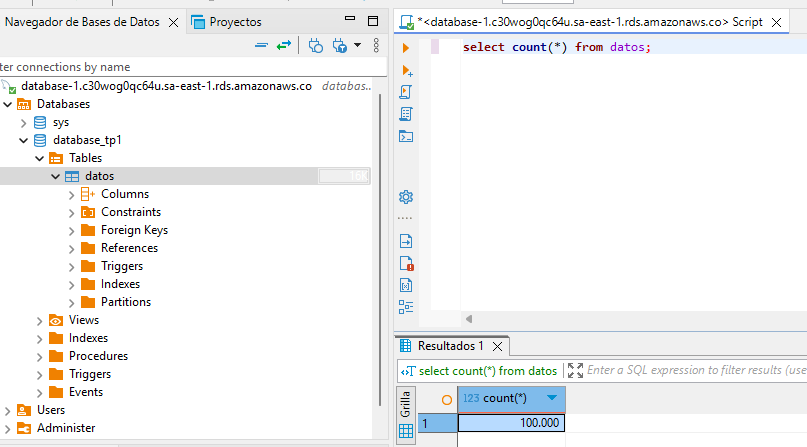 Navegador de Bases de Datos
Proyectos
ter connections by name
database-1.c30wog0qc64u.sa-east-1.rds.amazonaws.co databas...
Databases
sys
database_tp1
Tables
datos 16K
Columns
Constraints
Foreign Keys
References
Triggers
Indexes
Partitions
Views
Indexes
Procedures
Triggers
Events
Users
Administer
*<database-1.c30wog0qc64u.sa-east-1.rds.amazonaws.co> Script
select count(*) from datos;
Resultados 1
select count(*) from datos Enter a SQL expression to filter results (use
Grilla
123 count(*)
1 100.000